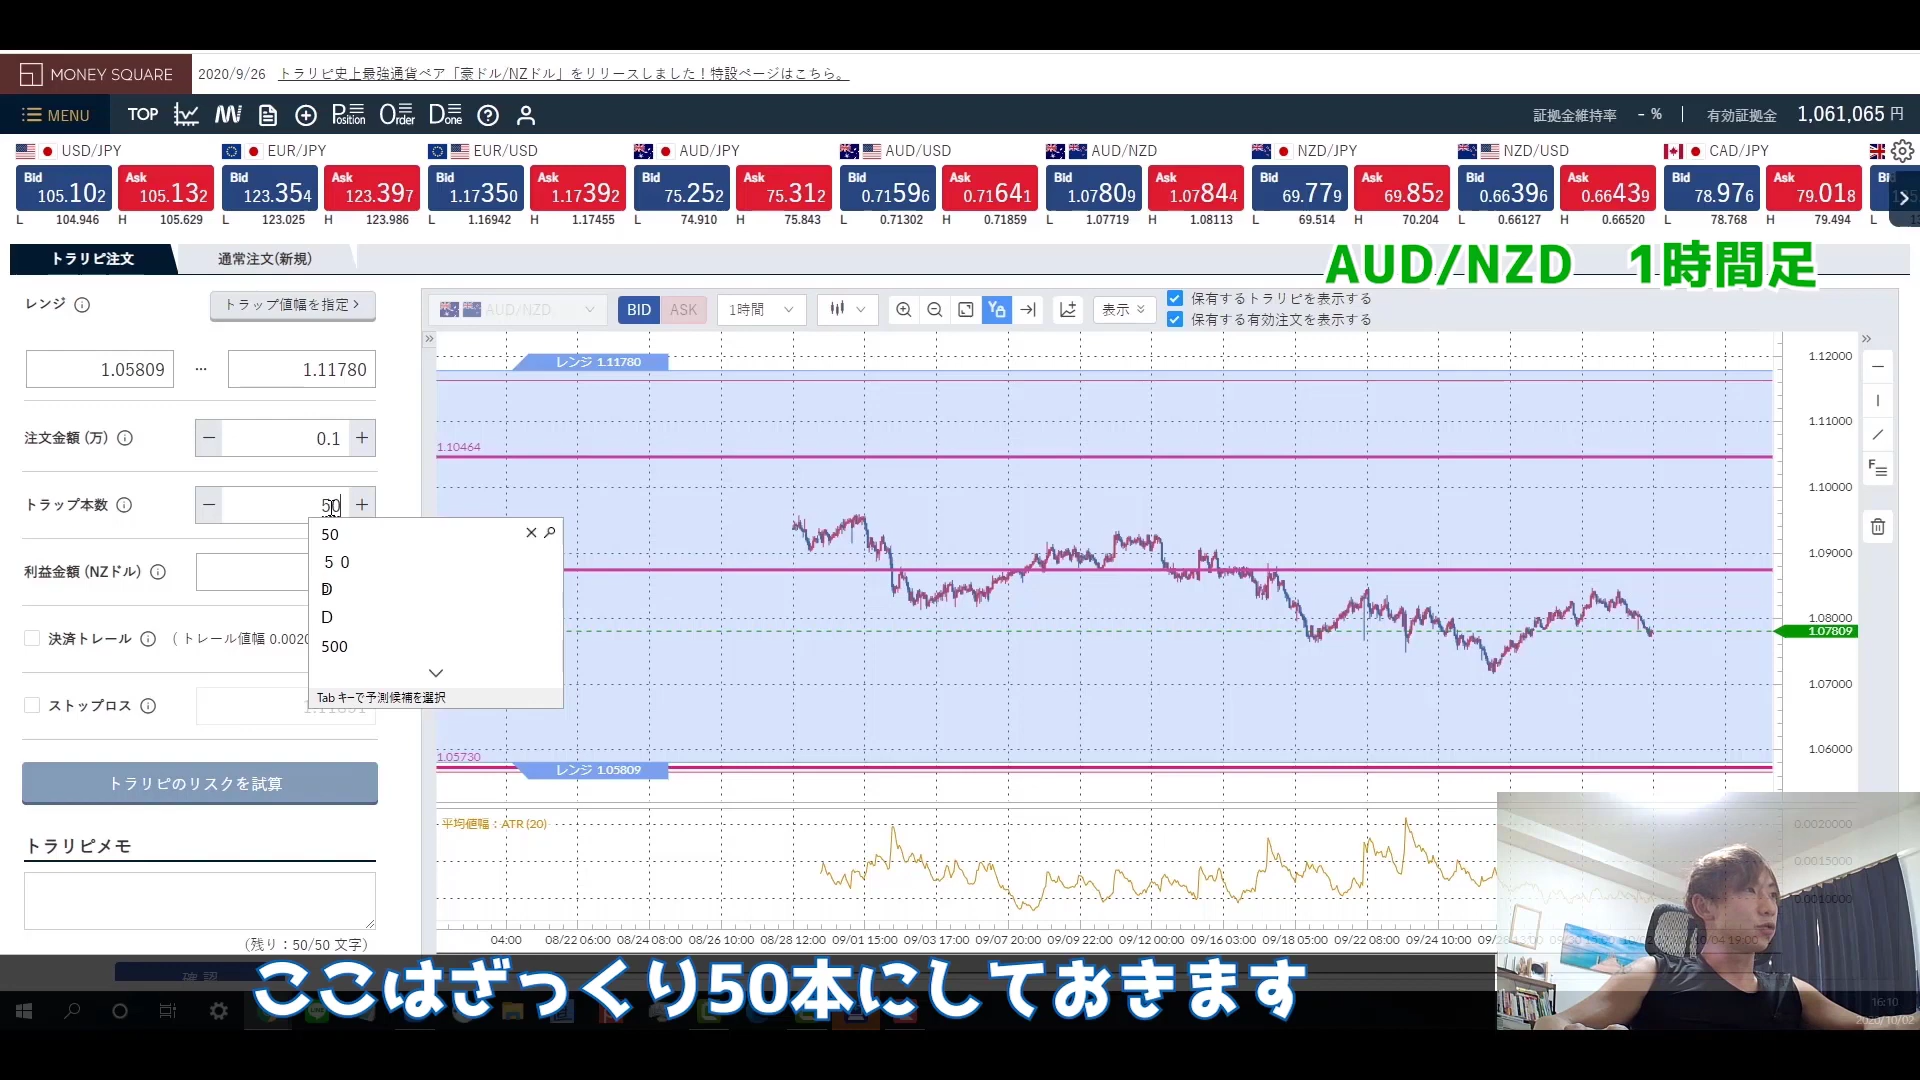 MONEY SQUARE 2020/9/26 トラリピ史上最強通貨ペア「豪ドル/NZドル」をリリースしました！特設ページはこちら。
MENU TOP Position Order Done 証拠金維持率 - % 有効証拠金 1,061,065 円
USD/JPY EUR/JPY EUR/USD AUD/JPY AUD/USD AUD/NZD NZD/JPY NZD/USD CAD/JPY
Bid 105.102 Ask 105.132 Bid 123.354 Ask 123.397 Bid 1.17350 Ask 1.17392 Bid 75.252 Ask 75.312 Bid 0.71596 Ask 0.71641 Bid 1.07809 Ask 1.07844 Bid 69.779 Ask 69.852 Bid 0.66396 Ask 0.66439 Bid 78.976 Ask 79.018
L 104.946 H 105.629 L 123.025 H 123.986 L 1.16942 H 1.17455 L 74.910 H 75.843 L 0.71302 H 0.71859 L 1.07719 H 1.08113 L 69.514 H 70.204 L 0.66127 H 0.66520 L 78.768 H 79.494 L
トラリピ注文 通常注文(新規)
AUD/NZD 1時間足
レンジ トラップ値幅を指定
AUD/NZD BID ASK 1時間 表示
保有するトラリピを表示する
保有する有効注文を表示する
1.05809 … 1.11780
注文金額 (万) 0.1
トラップ本数 50
50
５０
D
D
500
Tab キーで予測候補を選択
利益金額 (NZドル)
決済トレール (トレール値幅 0.0020
ストップロス
トラリピのリスクを試算
トラリピメモ
(残り：50/50 文字)
確認
レンジ 1.11780
1.10464
1.05730
レンジ 1.05809
1.12000
1.11000
1.10000
1.09000
1.08000
1.07809
1.07000
1.06000
平均値幅：ATR (20)
0.0020000
0.0015000
0.0010000
04:00 08/22 06:00 08/24 08:00 08/26 10:00 08/28 12:00 09/01 15:00 09/03 17:00 09/07 20:00 09/09 22:00 09/12 00:00 09/16 03:00 09/18 05:00 09/22 08:00 09/24 10:00
ここはざっくり50本にしておきます
16:10
2020/10/02